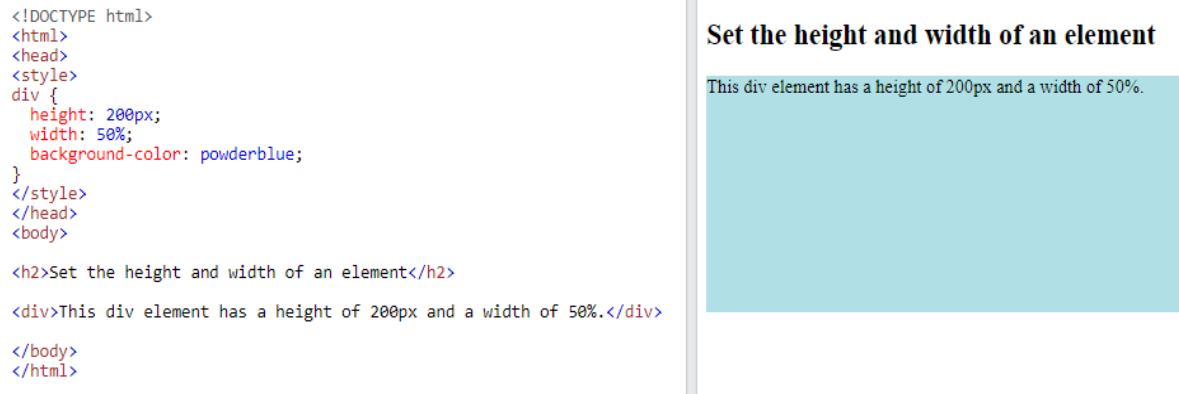 <!DOCTYPE html>
<html>
<head>
<style>
div {
  height: 200px;
  width: 50%;
  background-color: powderblue;
}
</style>
</head>
<body>

<h2>Set the height and width of an element</h2>

<div>This div element has a height of 200px and a width of 50%.</div>

</body>
</html>
Set the height and width of an element
This div element has a height of 200px and a width of 50%.